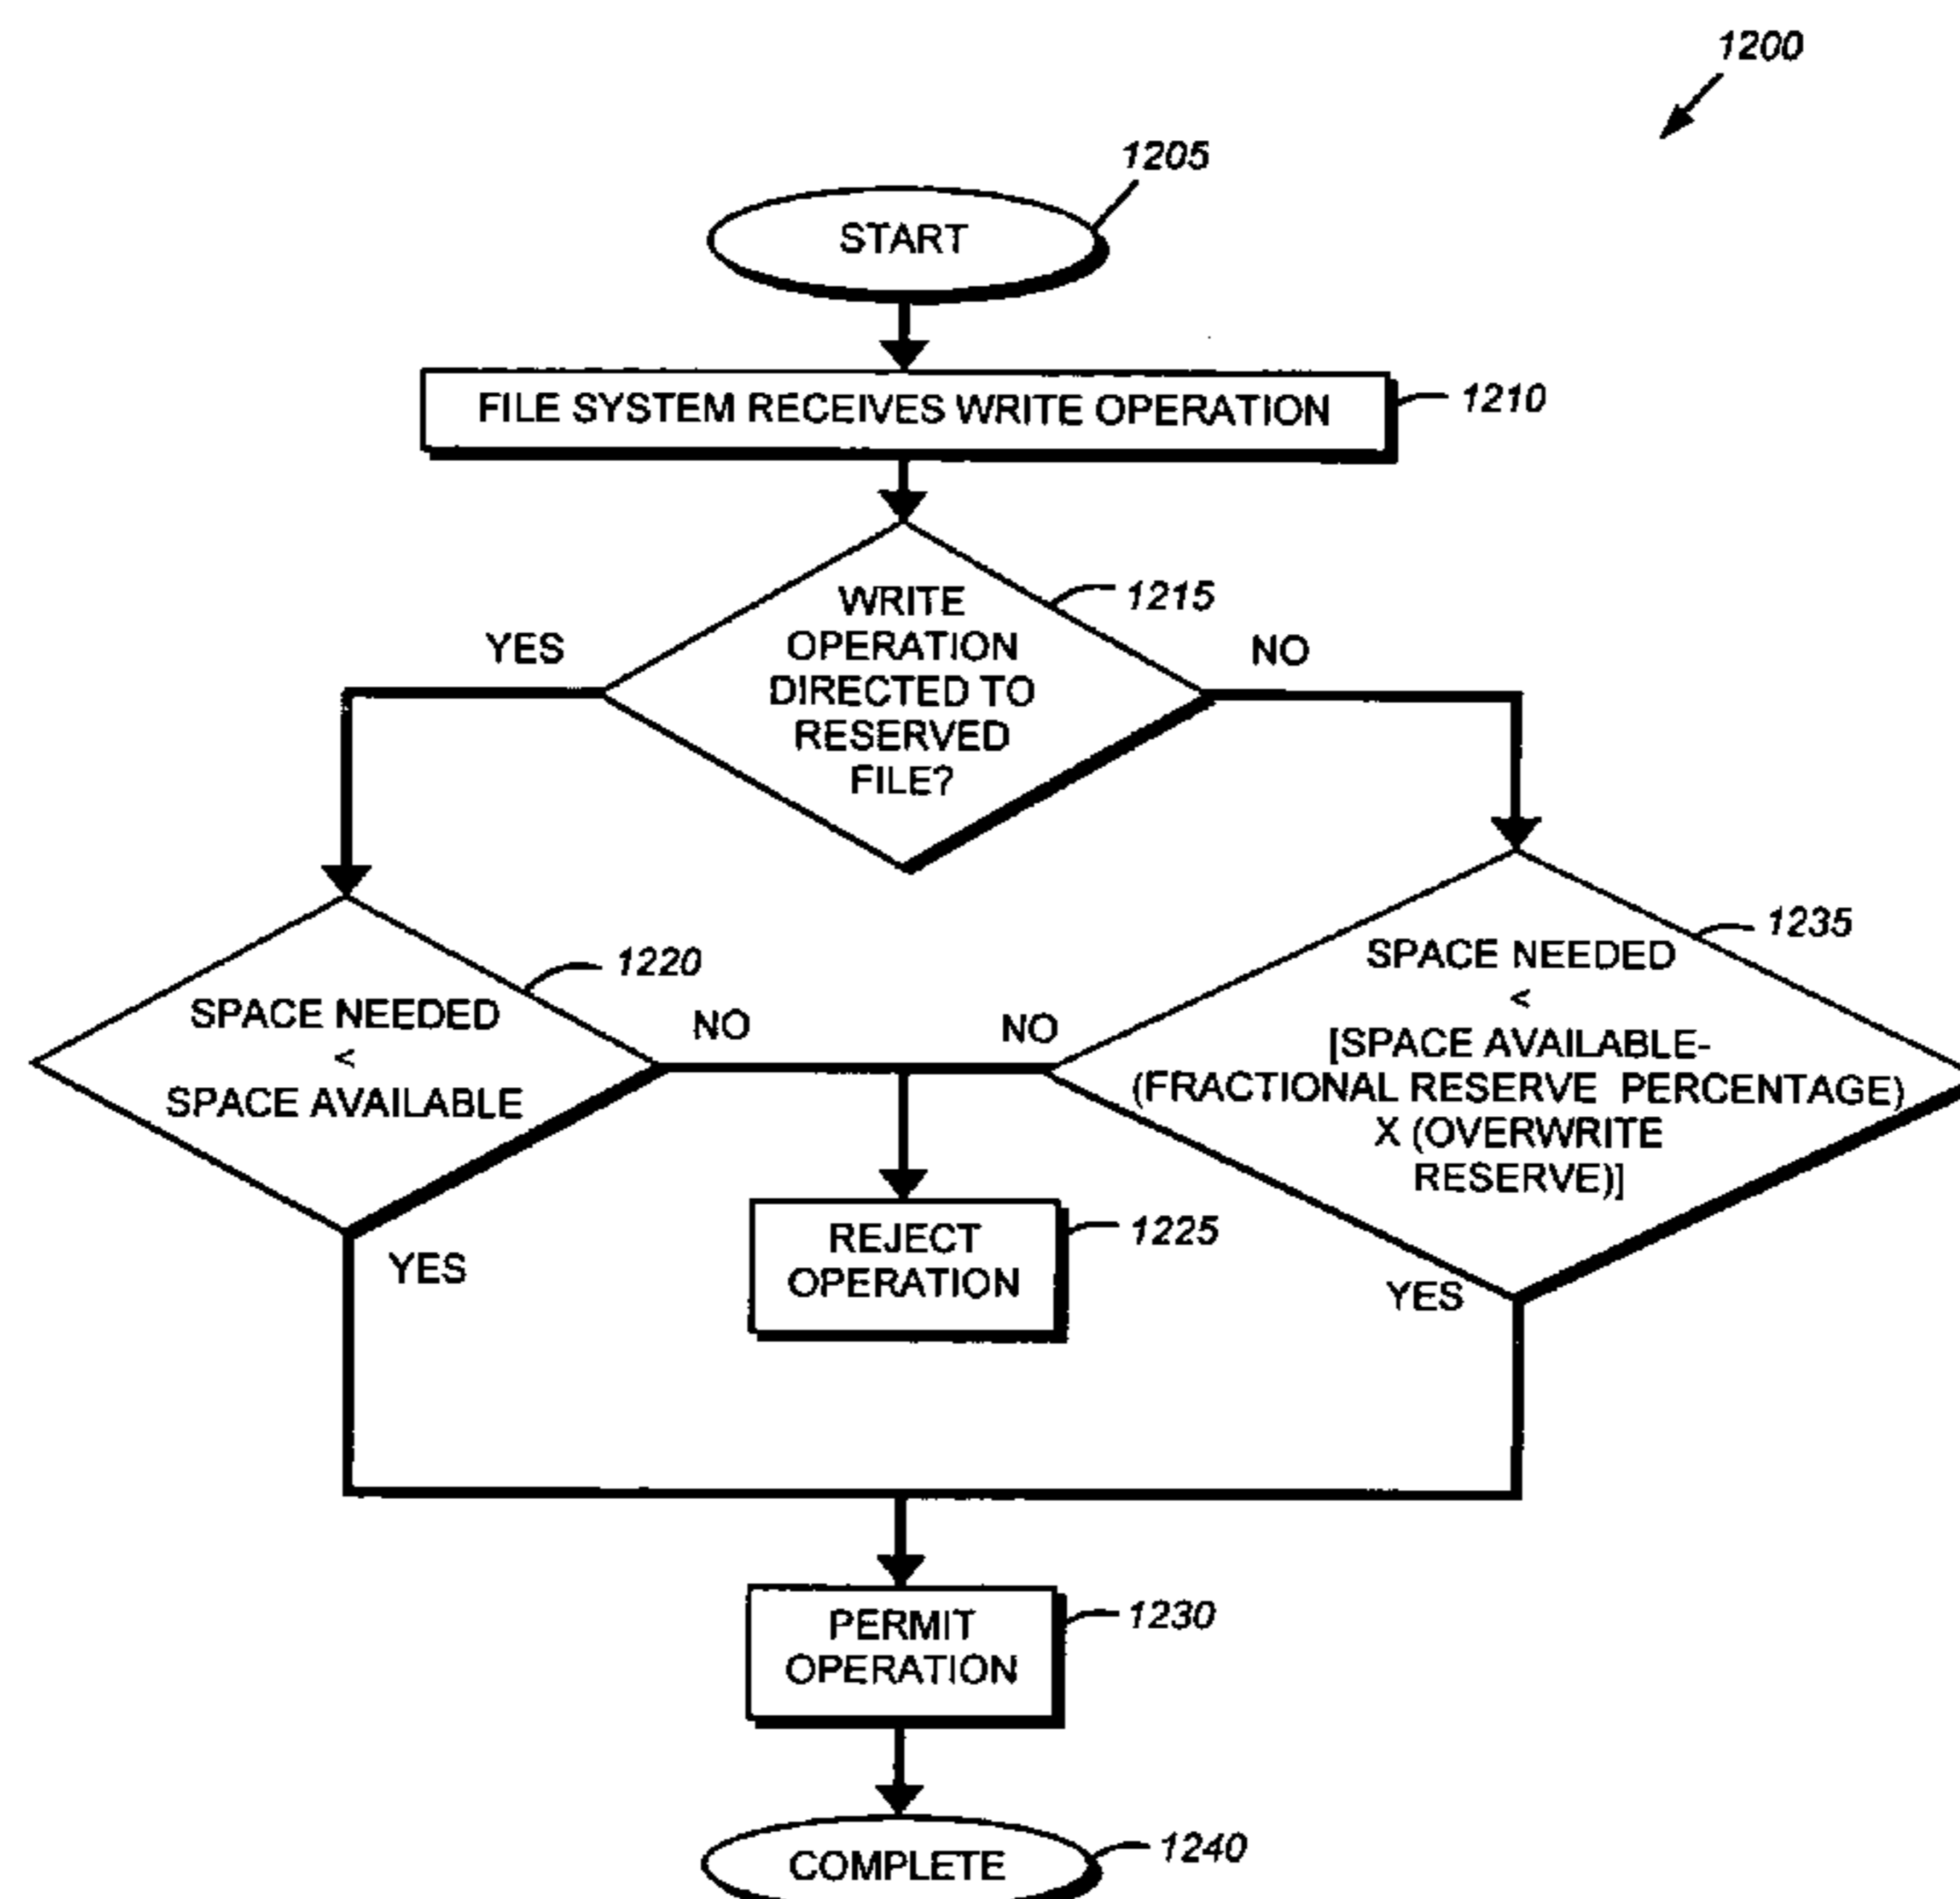 1200
1205
START
FILE SYSTEM RECEIVES WRITE OPERATION
1210
WRITE
OPERATION
DIRECTED TO
RESERVED
FILE?
1215
YES
NO
1220
SPACE NEEDED
<
SPACE AVAILABLE
NO
YES
1235
SPACE NEEDED
<
[SPACE AVAILABLE-
(FRACTIONAL RESERVE PERCENTAGE)
X (OVERWRITE
RESERVE)]
NO
YES
REJECT
OPERATION
1225
PERMIT
OPERATION
1230
COMPLETE
1240